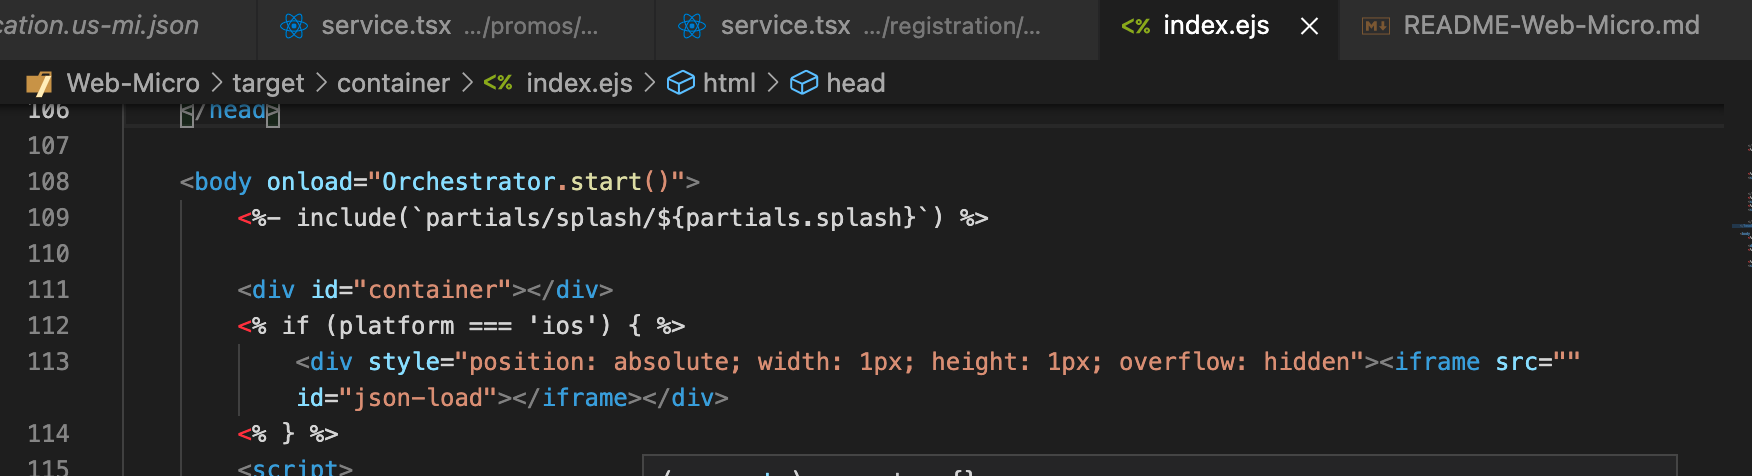 cation.us-mi.json service.tsx .../promos/... service.tsx .../registration/... <% index.ejs × README-Web-Micro.md
Web-Micro > target > container > <% index.ejs > html > head
106 </head>
107
108 <body onload="Orchestrator.start()">
109 <%- include(`partials/splash/${partials.splash}`) %>
110
111 <div id="container"></div>
112 <% if (platform === 'ios') { %>
113 <div style="position: absolute; width: 1px; height: 1px; overflow: hidden"><iframe src=""
id="json-load"></iframe></div>
114 <% } %>
115 <script>